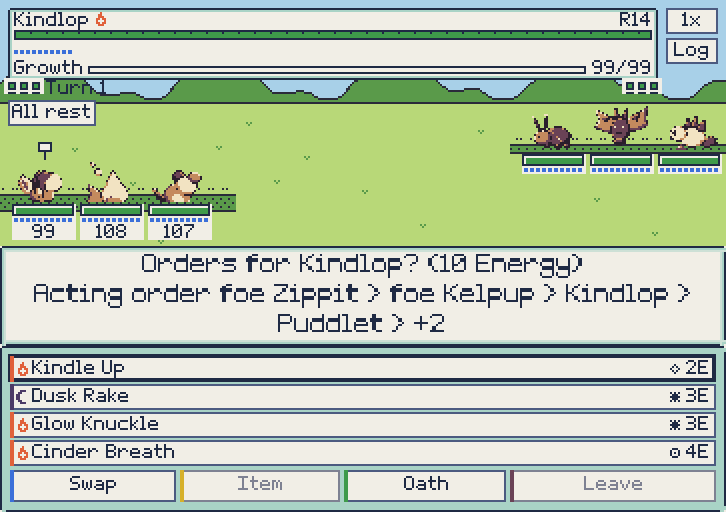 Kindlop R14
1x
Growth 99/99
Log
Turn 1
All rest
99 108 107
Orders for Kindlop? (10 Energy)
Acting order foe Zippit > foe Kelpup > Kindlop >
Puddlet > +2
Kindle Up 2E
Dusk Rake 3E
Glow Knuckle 3E
Cinder Breath 4E
Swap Item Oath Leave